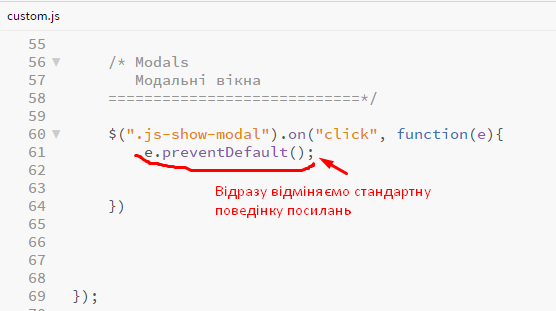 custom.js
55
56 /* Modals
57 Модальні вікна
58 ============================*/
59
60 $(".js-show-modal").on("click", function(e){
61 e.preventDefault();
62
63
Відразу відміняємо стандартну
поведінку посилань
64 })
65
66
67
68
69 });
70